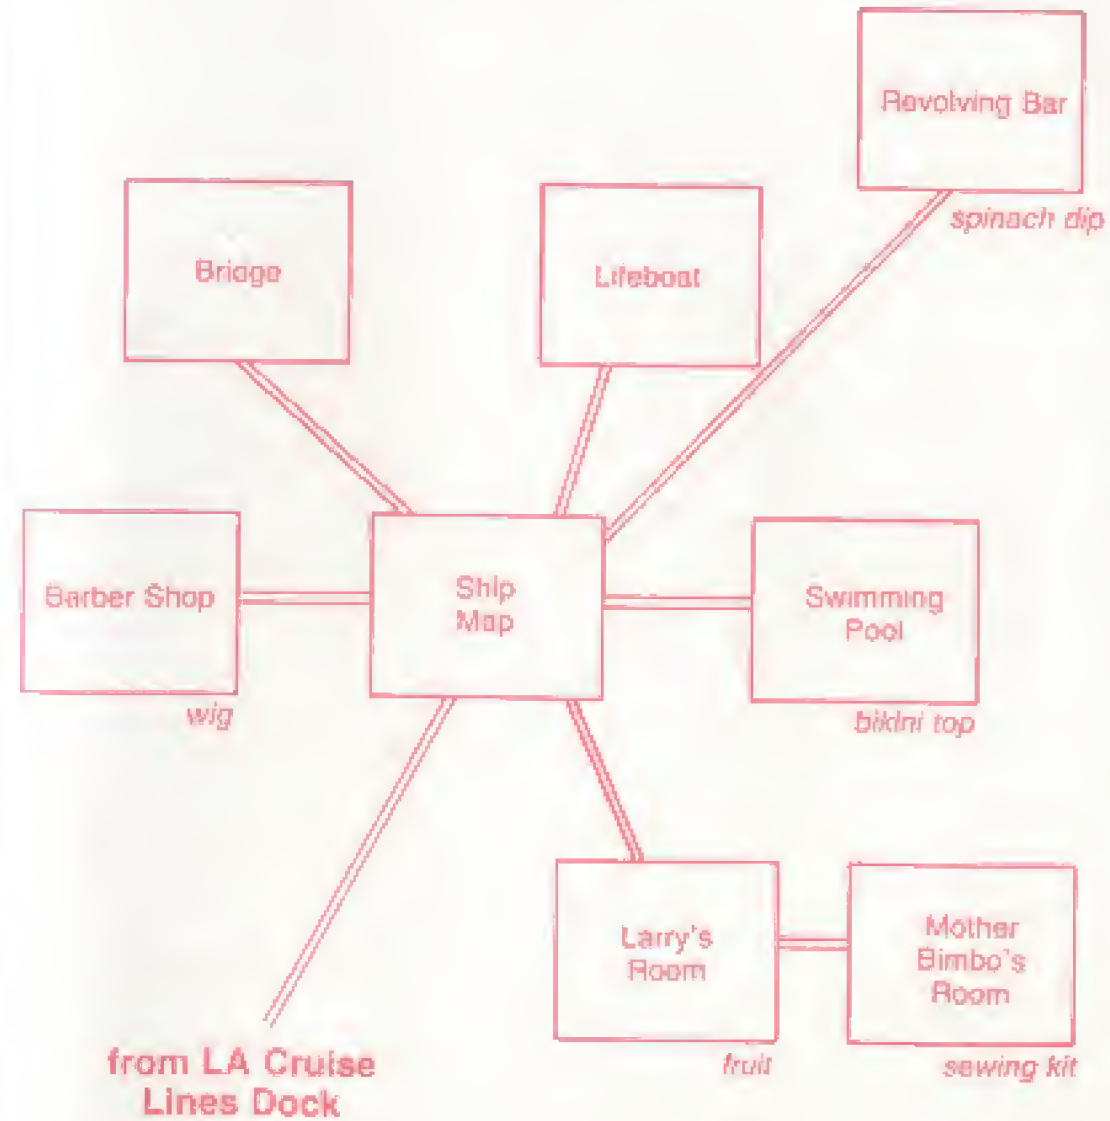 Revolving Bar
spinach dip
Bridge
Lifeboat
Barber Shop
wig
Ship
Map
Swimming
Pool
bikini top
Larry's
Room
fruit
Mother
Bimbo's
Room
sewing kit
from LA Cruise
Lines Dock